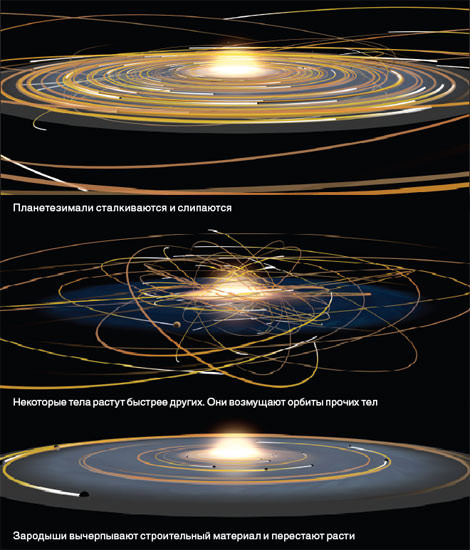 Планетезимали сталкиваются и слипаются
Некоторые тела растут быстрее других. Они возмущают орбиты прочих тел
Зародыши вычерпывают строительный материал и перестают расти